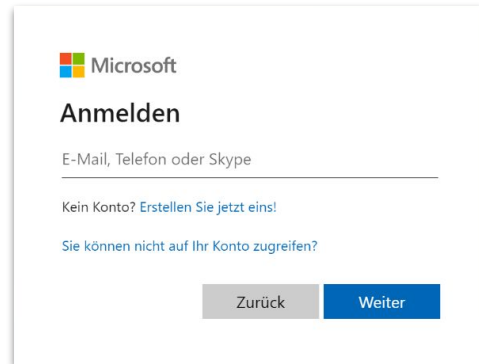 Microsoft
Anmelden
E-Mail, Telefon oder Skype
Kein Konto? Erstellen Sie jetzt eins!
Sie können nicht auf Ihr Konto zugreifen?
Zurück Weiter